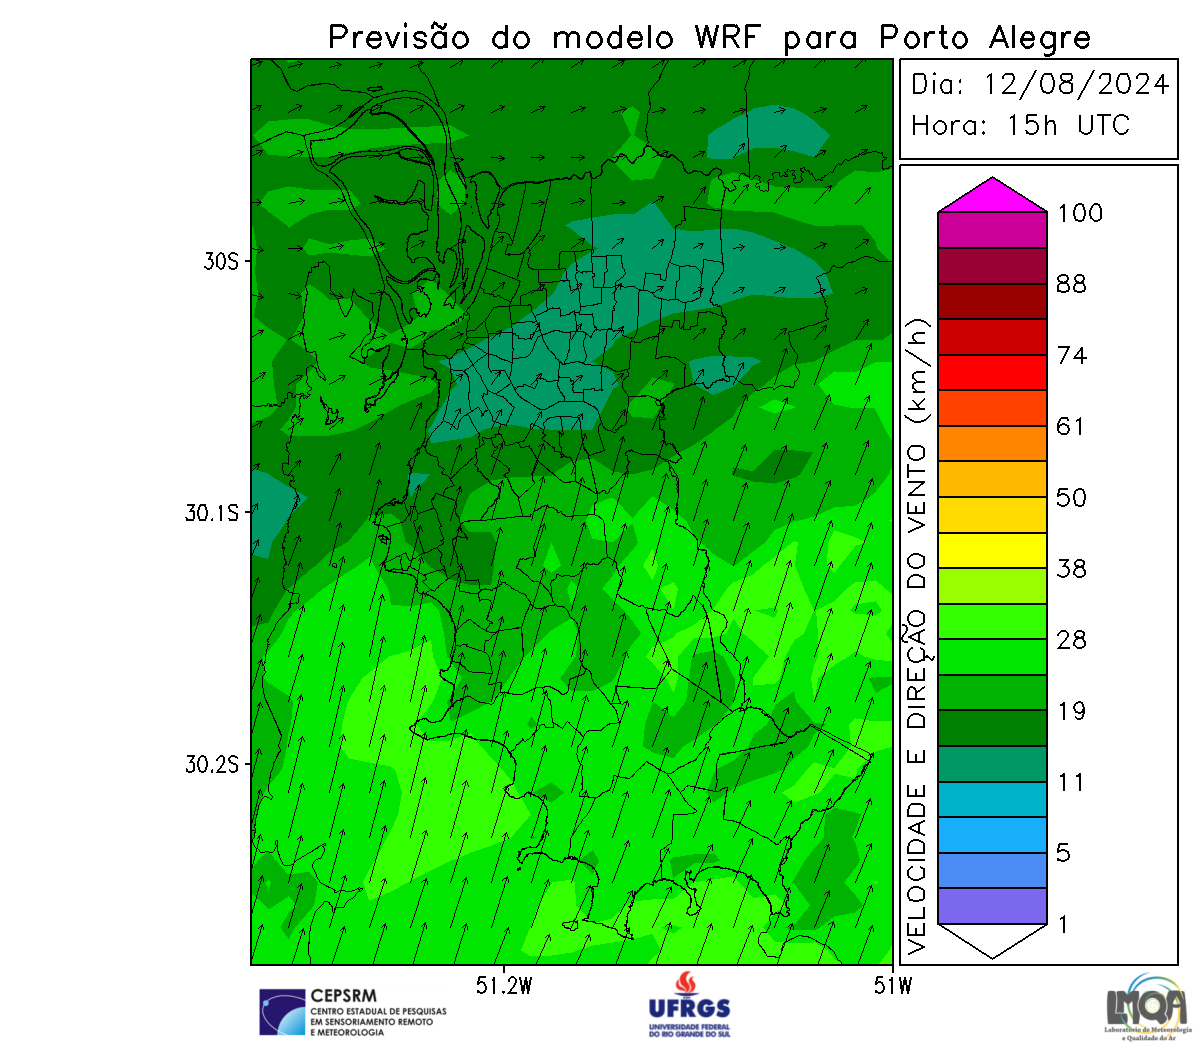 Previsão do modelo WRF para Porto Alegre
Dia: 12/08/2024
Hora: 15h UTC
30S
30.1S
30.2S
51.2W
51W
VELOCIDADE E DIREÇÃO DO VENTO (km/h)
100
88
74
61
50
38
28
19
11
5
1
CEPSRM
CENTRO ESTADUAL DE PESQUISAS
EM SENSORIAMENTO REMOTO
E METEOROLOGIA
UFRGS
UNIVERSIDADE FEDERAL
DO RIO GRANDE DO SUL
LMQA
Laboratório de Meteorologia
e Qualidade do Ar